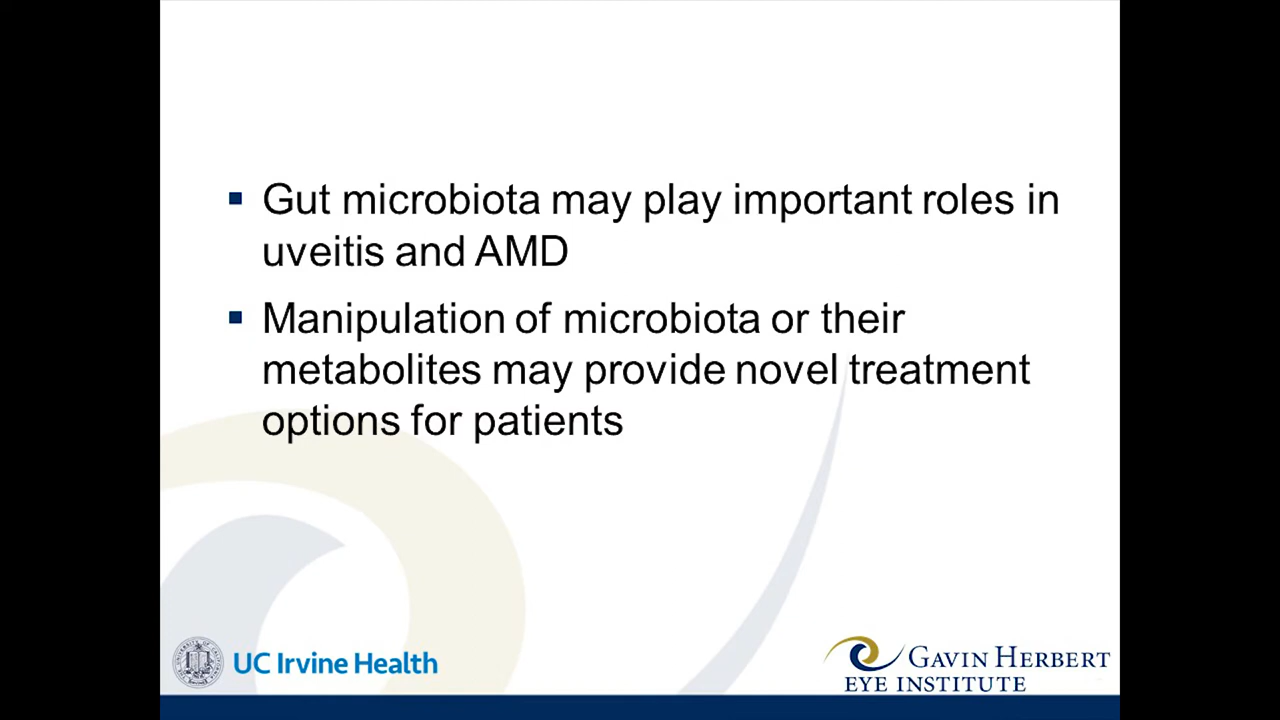 ▪ Gut microbiota may play important roles in
uveitis and AMD
▪ Manipulation of microbiota or their
metabolites may provide novel treatment
options for patients
UC Irvine Health
GAVIN HERBERT
EYE INSTITUTE